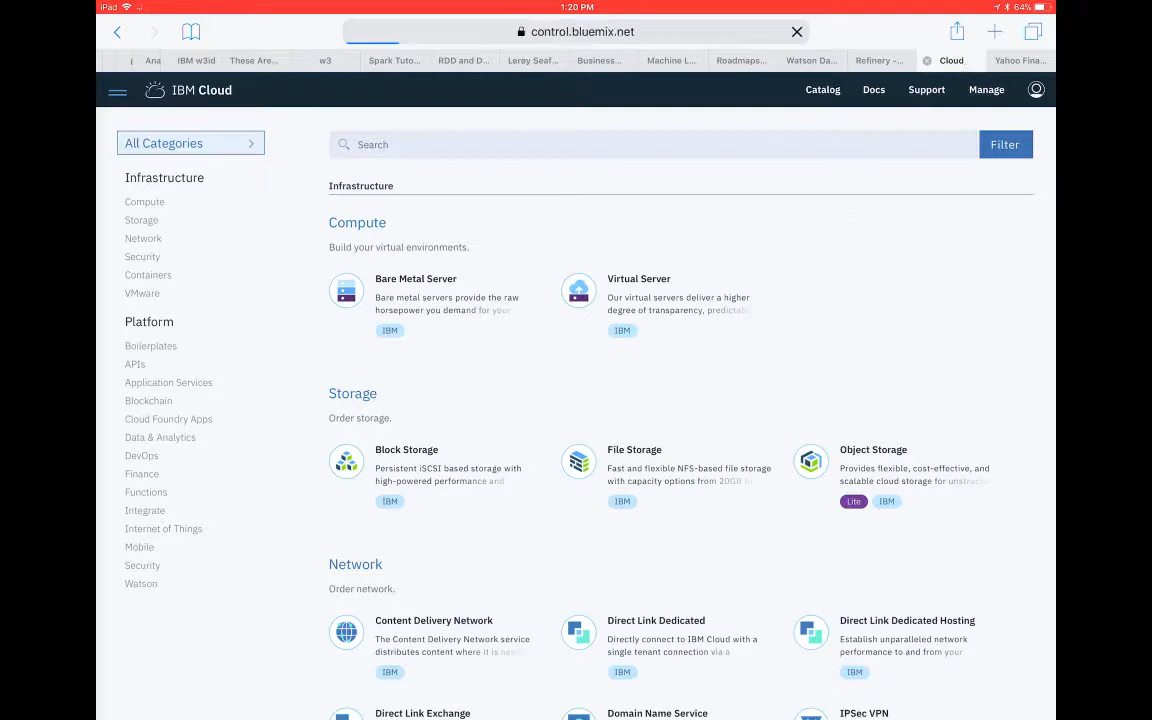 iPad 1:20 PM 64%
control.bluemix.net
Ana IBM w3id These Are... w3 Spark Tuto... RDD and D... Lerøy Seaf... Business... Machine L... Roadmaps... Watson Da... Refinery -... Cloud Yahoo Fina...
IBM Cloud Catalog Docs Support Manage
All Categories
Search Filter
Infrastructure
Compute
Storage
Network
Security
Containers
VMware
Platform
Boilerplates
APIs
Application Services
Blockchain
Cloud Foundry Apps
Data & Analytics
DevOps
Finance
Functions
Integrate
Internet of Things
Mobile
Security
Watson
Infrastructure
Compute
Build your virtual environments.
Bare Metal Server
Bare metal servers provide the raw
horsepower you demand for your
IBM
Virtual Server
Our virtual servers deliver a higher
degree of transparency, predictabi
IBM
Storage
Order storage.
Block Storage
Persistent iSCSI based storage with
high-powered performance and
IBM
File Storage
Fast and flexible NFS-based file storage
with capacity options from 20GB to
IBM
Object Storage
Provides flexible, cost-effective, and
scalable cloud storage for unstruc
Lite IBM
Network
Order network.
Content Delivery Network
The Content Delivery Network service
distributes content where it is nee
IBM
Direct Link Dedicated
Directly connect to IBM Cloud with a
single tenant connection via a
IBM
Direct Link Dedicated Hosting
Establish unparalleled network
performance to and from your
IBM
Direct Link Exchange
Domain Name Service
IPSec VPN